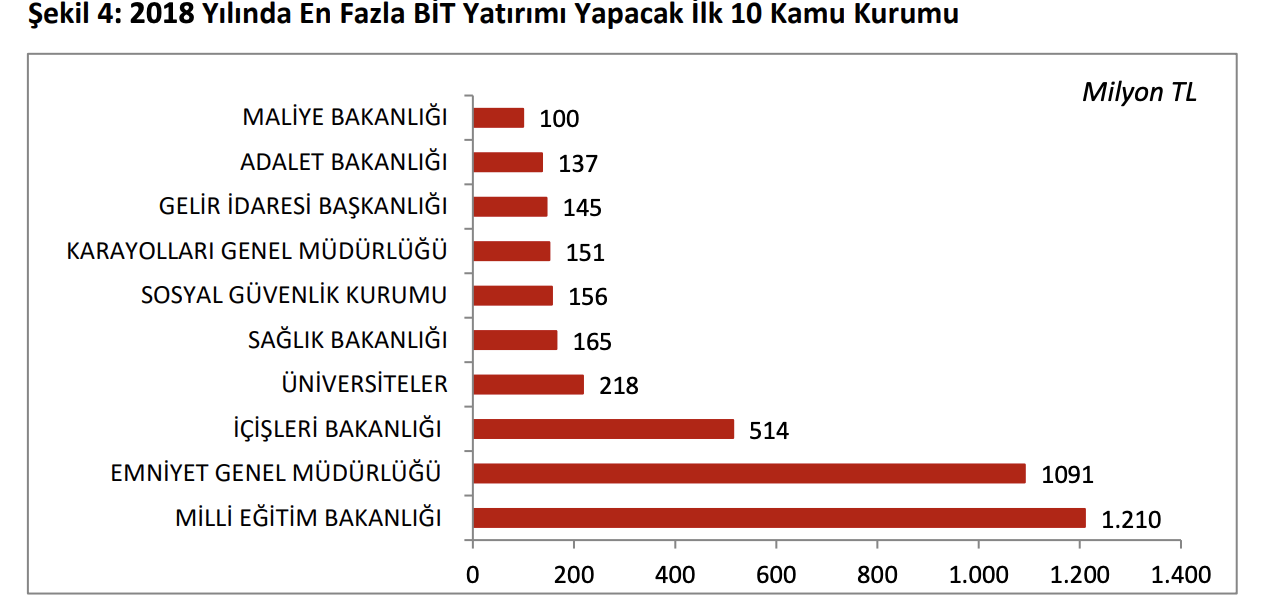 Şekil 4: 2018 Yılında En Fazla BİT Yatırımı Yapacak İlk 10 Kamu Kurumu
Milyon TL
MALİYE BAKANLIĞI 100
ADALET BAKANLIĞI 137
GELİR İDARESİ BAŞKANLIĞI 145
KARAYOLLARI GENEL MÜDÜRLÜĞÜ 151
SOSYAL GÜVENLİK KURUMU 156
SAĞLIK BAKANLIĞI 165
ÜNİVERSİTELER 218
İÇİŞLERİ BAKANLIĞI 514
EMNİYET GENEL MÜDÜRLÜĞÜ 1091
MİLLİ EĞİTİM BAKANLIĞI 1.210
0 200 400 600 800 1.000 1.200 1.400